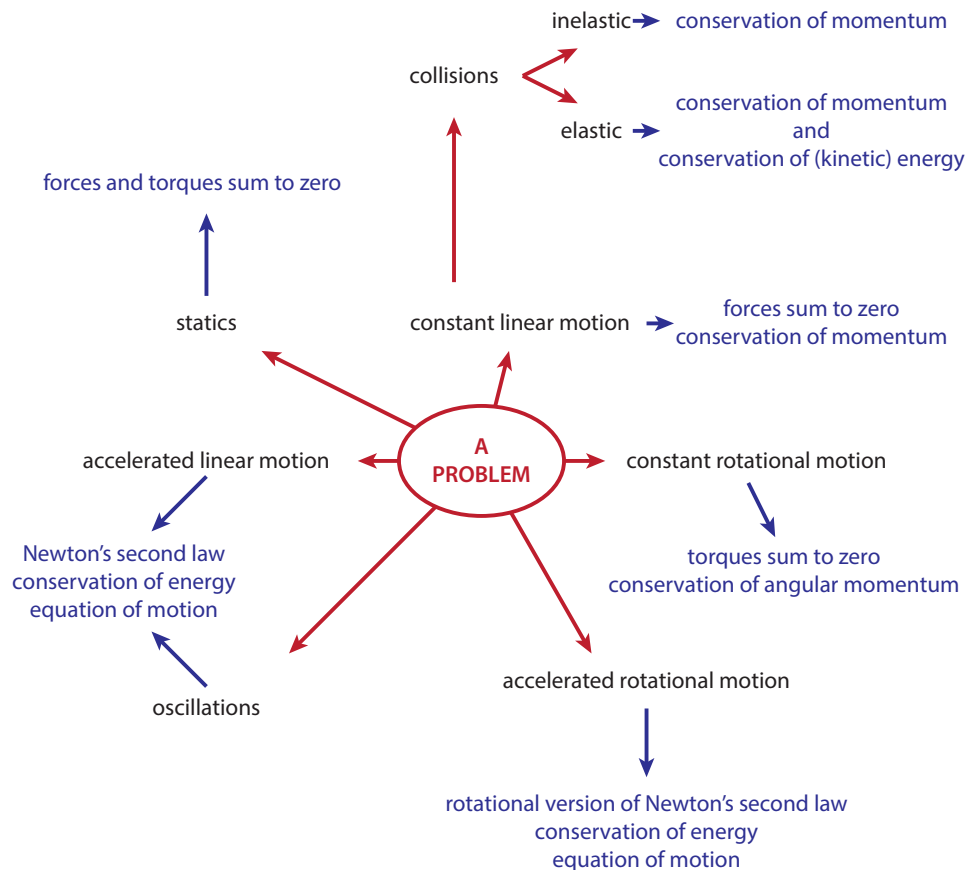 inelastic
conservation of momentum
collisions
elastic
conservation of momentum
and
conservation of (kinetic) energy
forces and torques sum to zero
statics
constant linear motion
forces sum to zero
conservation of momentum
A
PROBLEM
accelerated linear motion
constant rotational motion
Newton’s second law
conservation of energy
equation of motion
torques sum to zero
conservation of angular momentum
oscillations
accelerated rotational motion
rotational version of Newton’s second law
conservation of energy
equation of motion